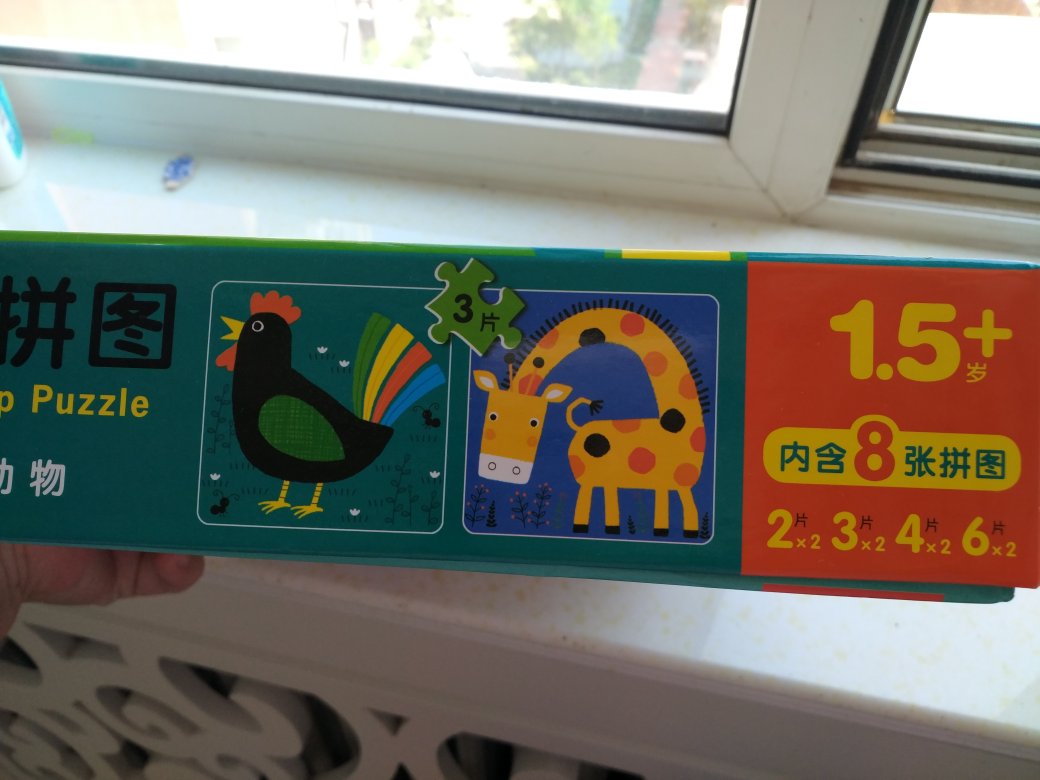 拼图
p Puzzle
动物
3片
1.5+
岁
内含8张拼图
2片×2 3片×2 4片×2 6片×2